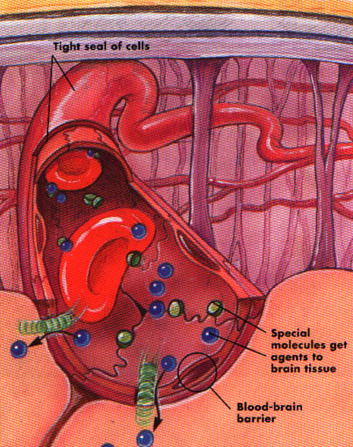 Tight seal of cells
Special
molecules get
agents to
brain tissue
Blood-brain
barrier